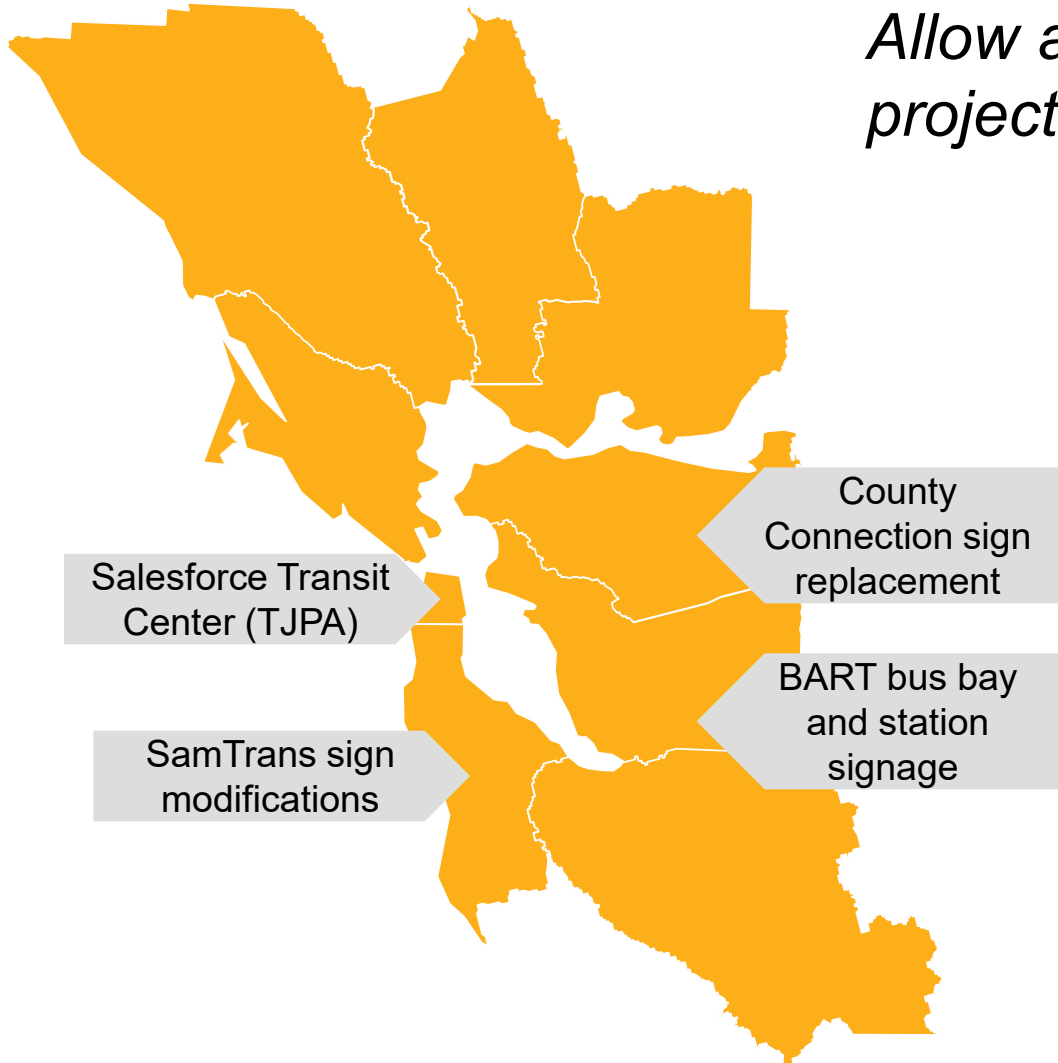 Allow a
project
County
Connection sign
replacement
Salesforce Transit
Center (TJPA)
BART bus bay
and station
signage
SamTrans sign
modifications